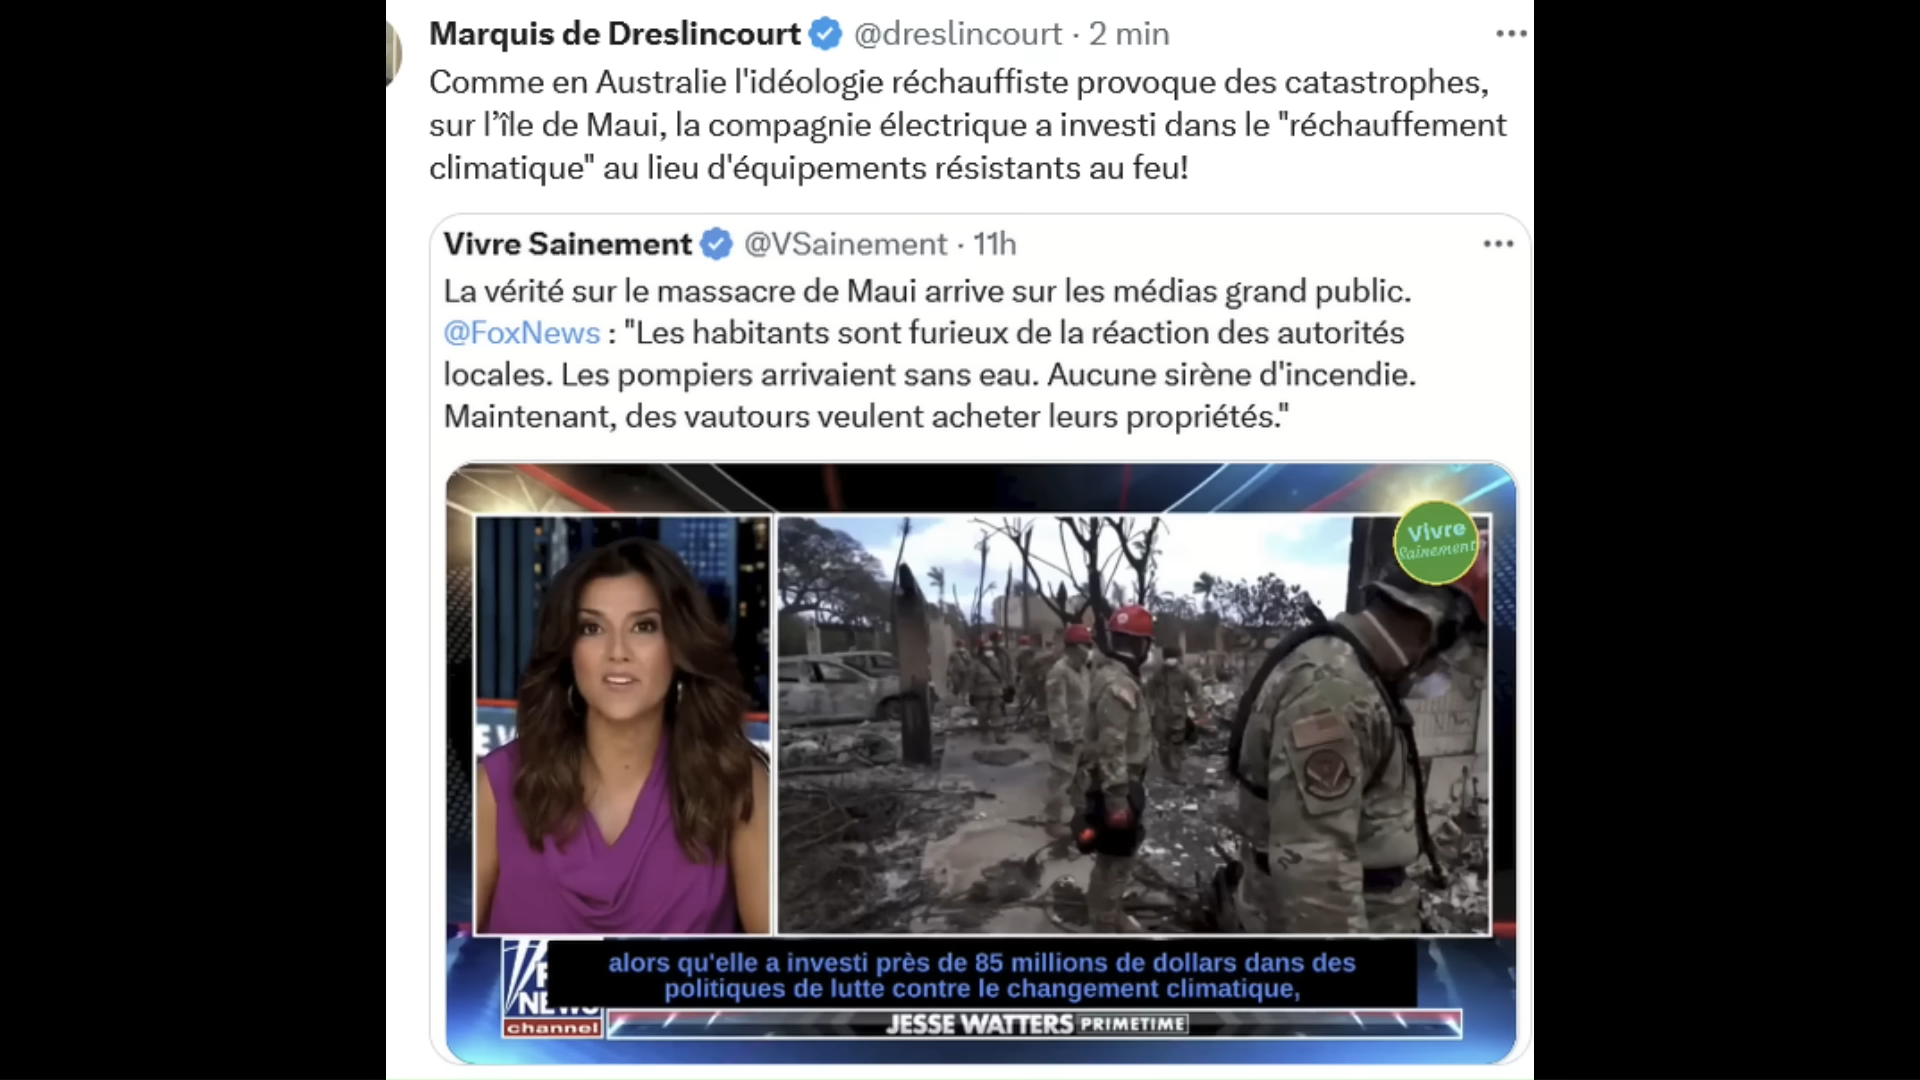 Marquis de Dreslincourt @dreslincourt · 2 min
Comme en Australie l'idéologie réchauffiste provoque des catastrophes,
sur l’île de Maui, la compagnie électrique a investi dans le "réchauffement
climatique" au lieu d'équipements résistants au feu!
Vivre Sainement @VSainement · 11h
La vérité sur le massacre de Maui arrive sur les médias grand public.
@FoxNews : "Les habitants sont furieux de la réaction des autorités
locales. Les pompiers arrivaient sans eau. Aucune sirène d'incendie.
Maintenant, des vautours veulent acheter leurs propriétés."
Vivre
Sainement
alors qu'elle a investi près de 85 millions de dollars dans des
politiques de lutte contre le changement climatique,
NEWS
channel
JESSE WATTERS PRIMETIME